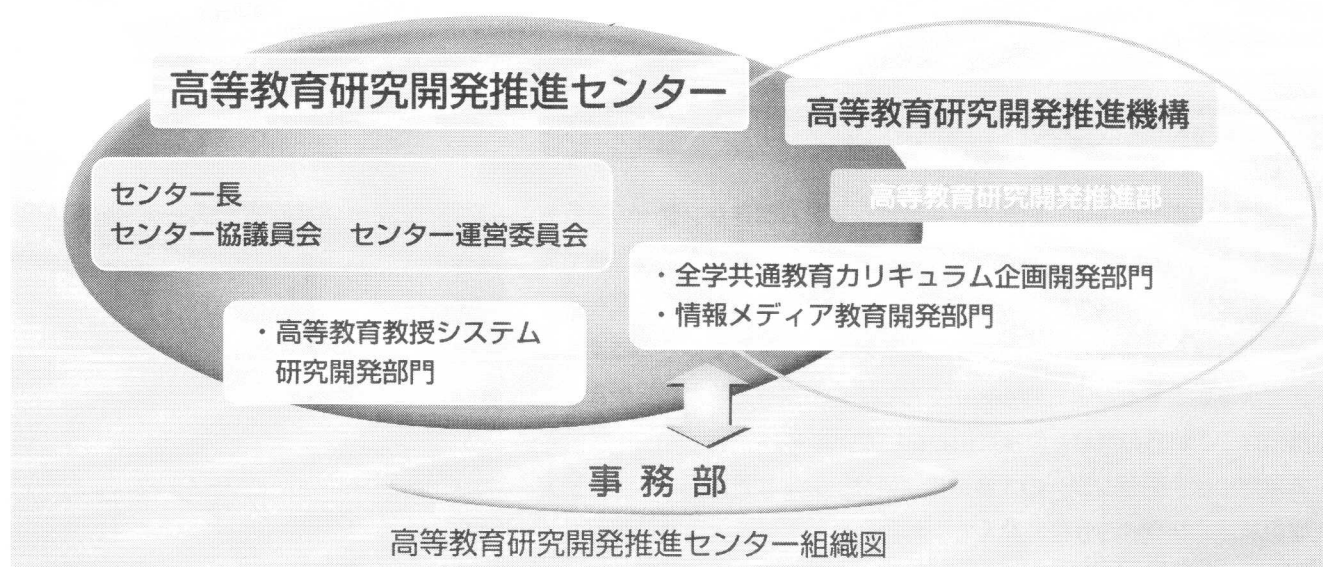 高等教育研究開発推進センター
高等教育研究開発推進機構
高等教育研究開発推進部
センター長
センター協議員会　センター運営委員会
・全学共通教育カリキュラム企画開発部門
・情報メディア教育開発部門
・高等教育教授システム
研究開発部門
事務部
高等教育研究開発推進センター組織図